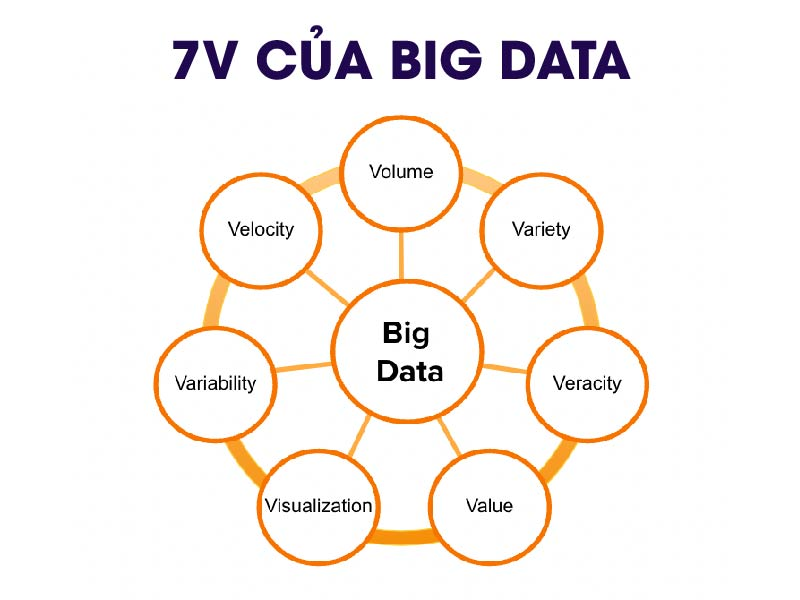 7V CỦA BIG DATA
Volume
Velocity
Variety
Big
Data
Variability
Veracity
Visualization
Value